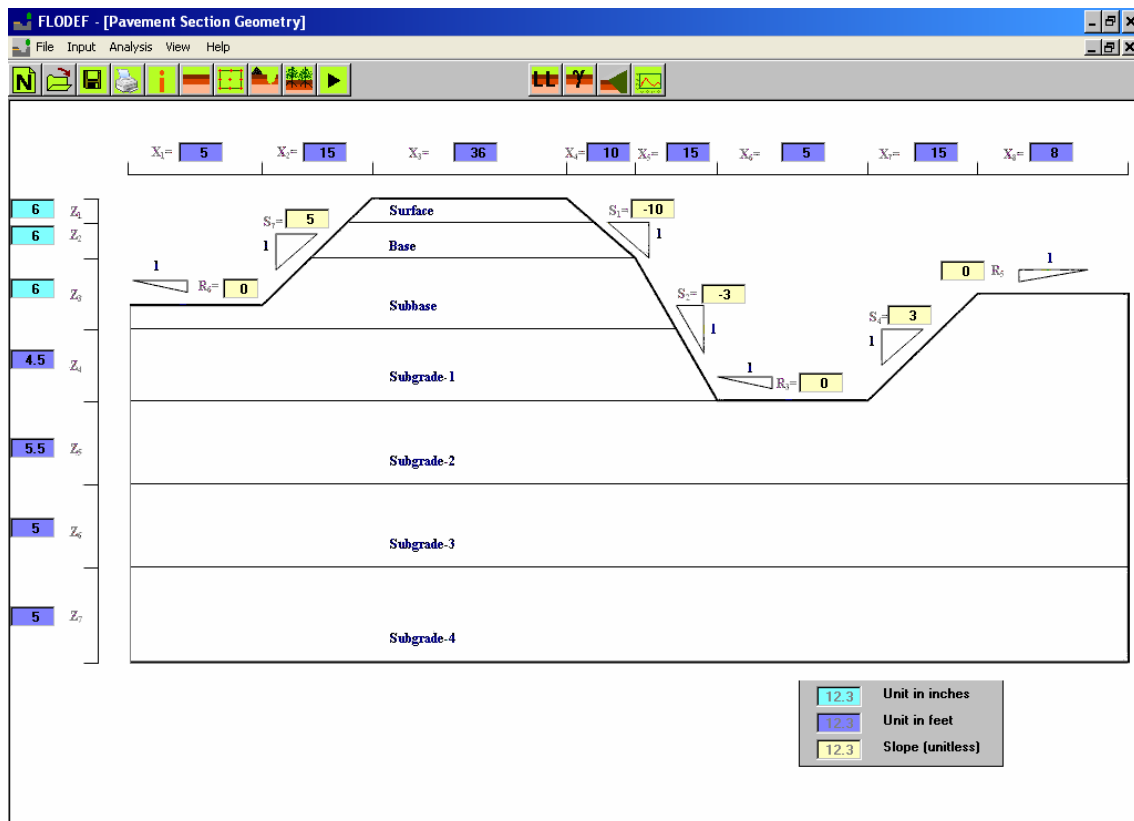 FLODEF - [Pavement Section Geometry]
File Input Analysis View Help
N i LL γ
X₁= 5 X₂= 15 X₃= 36 X₄= 10 X₅= 15 X₆= 5 X₇= 15 X₈= 8
6 Z₁ Surface
S₇= 5 S₁= -10
1 1
6 Z₂ Base
1 R₆= 0 0 R₅ 1
6 Z₃ Subbase
S₂= -3 S₄= 3
1 1
4.5 Z₄ Subgrade-1
1 R₃= 0
5.5 Z₅ Subgrade-2
5 Z₆ Subgrade-3
5 Z₇ Subgrade-4
12.3 Unit in inches
12.3 Unit in feet
12.3 Slope (unitless)